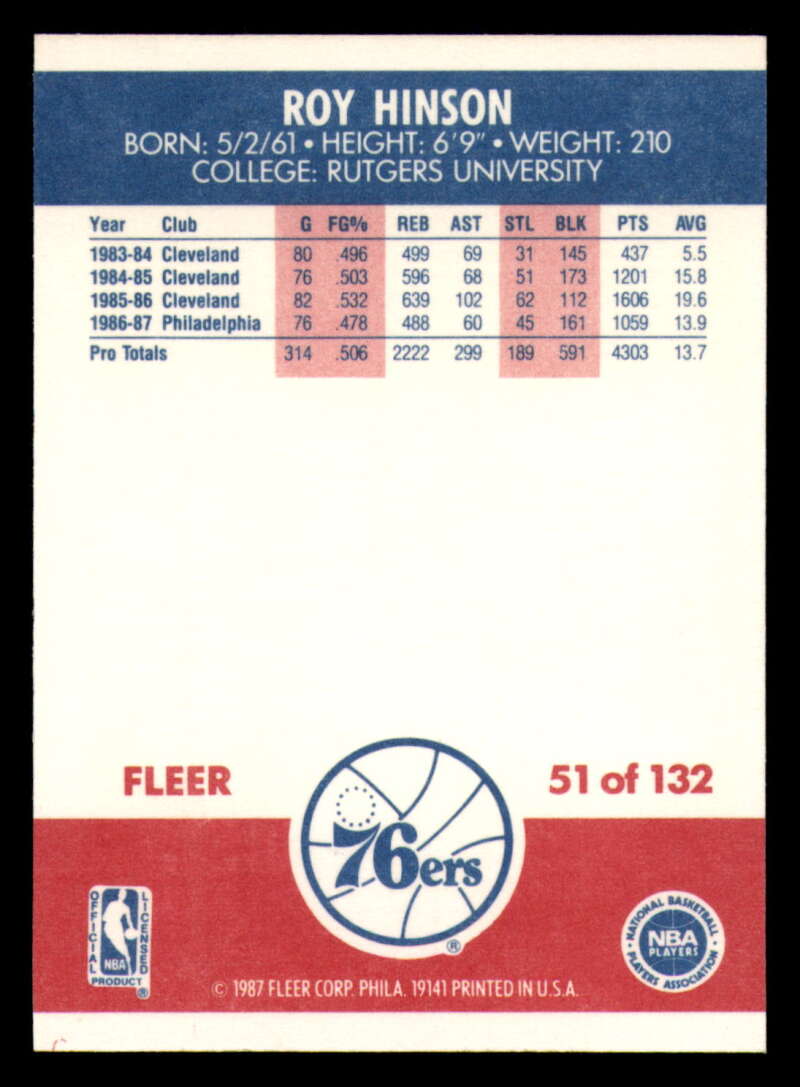 ROY HINSON
BORN: 5/2/61 • HEIGHT: 6'9" • WEIGHT: 210
COLLEGE: RUTGERS UNIVERSITY
Year Club G FG% REB AST STL BLK PTS AVG
1983-84 Cleveland 80 .496 499 69 31 145 437 5.5
1984-85 Cleveland 76 .503 596 68 51 173 1201 15.8
1985-86 Cleveland 82 .532 639 102 62 112 1606 19.6
1986-87 Philadelphia 76 .478 488 60 45 161 1059 13.9
Pro Totals 314 .506 2222 299 189 591 4303 13.7
FLEER
51 of 132
76ers
®
OFFICIAL
LICENSED
NBA
PRODUCT
®
• NATIONAL BASKETBALL •
NBA
PLAYERS
PLAYERS ASSOCIATION
© 1987 FLEER CORP. PHILA. 19141 PRINTED IN U.S.A.